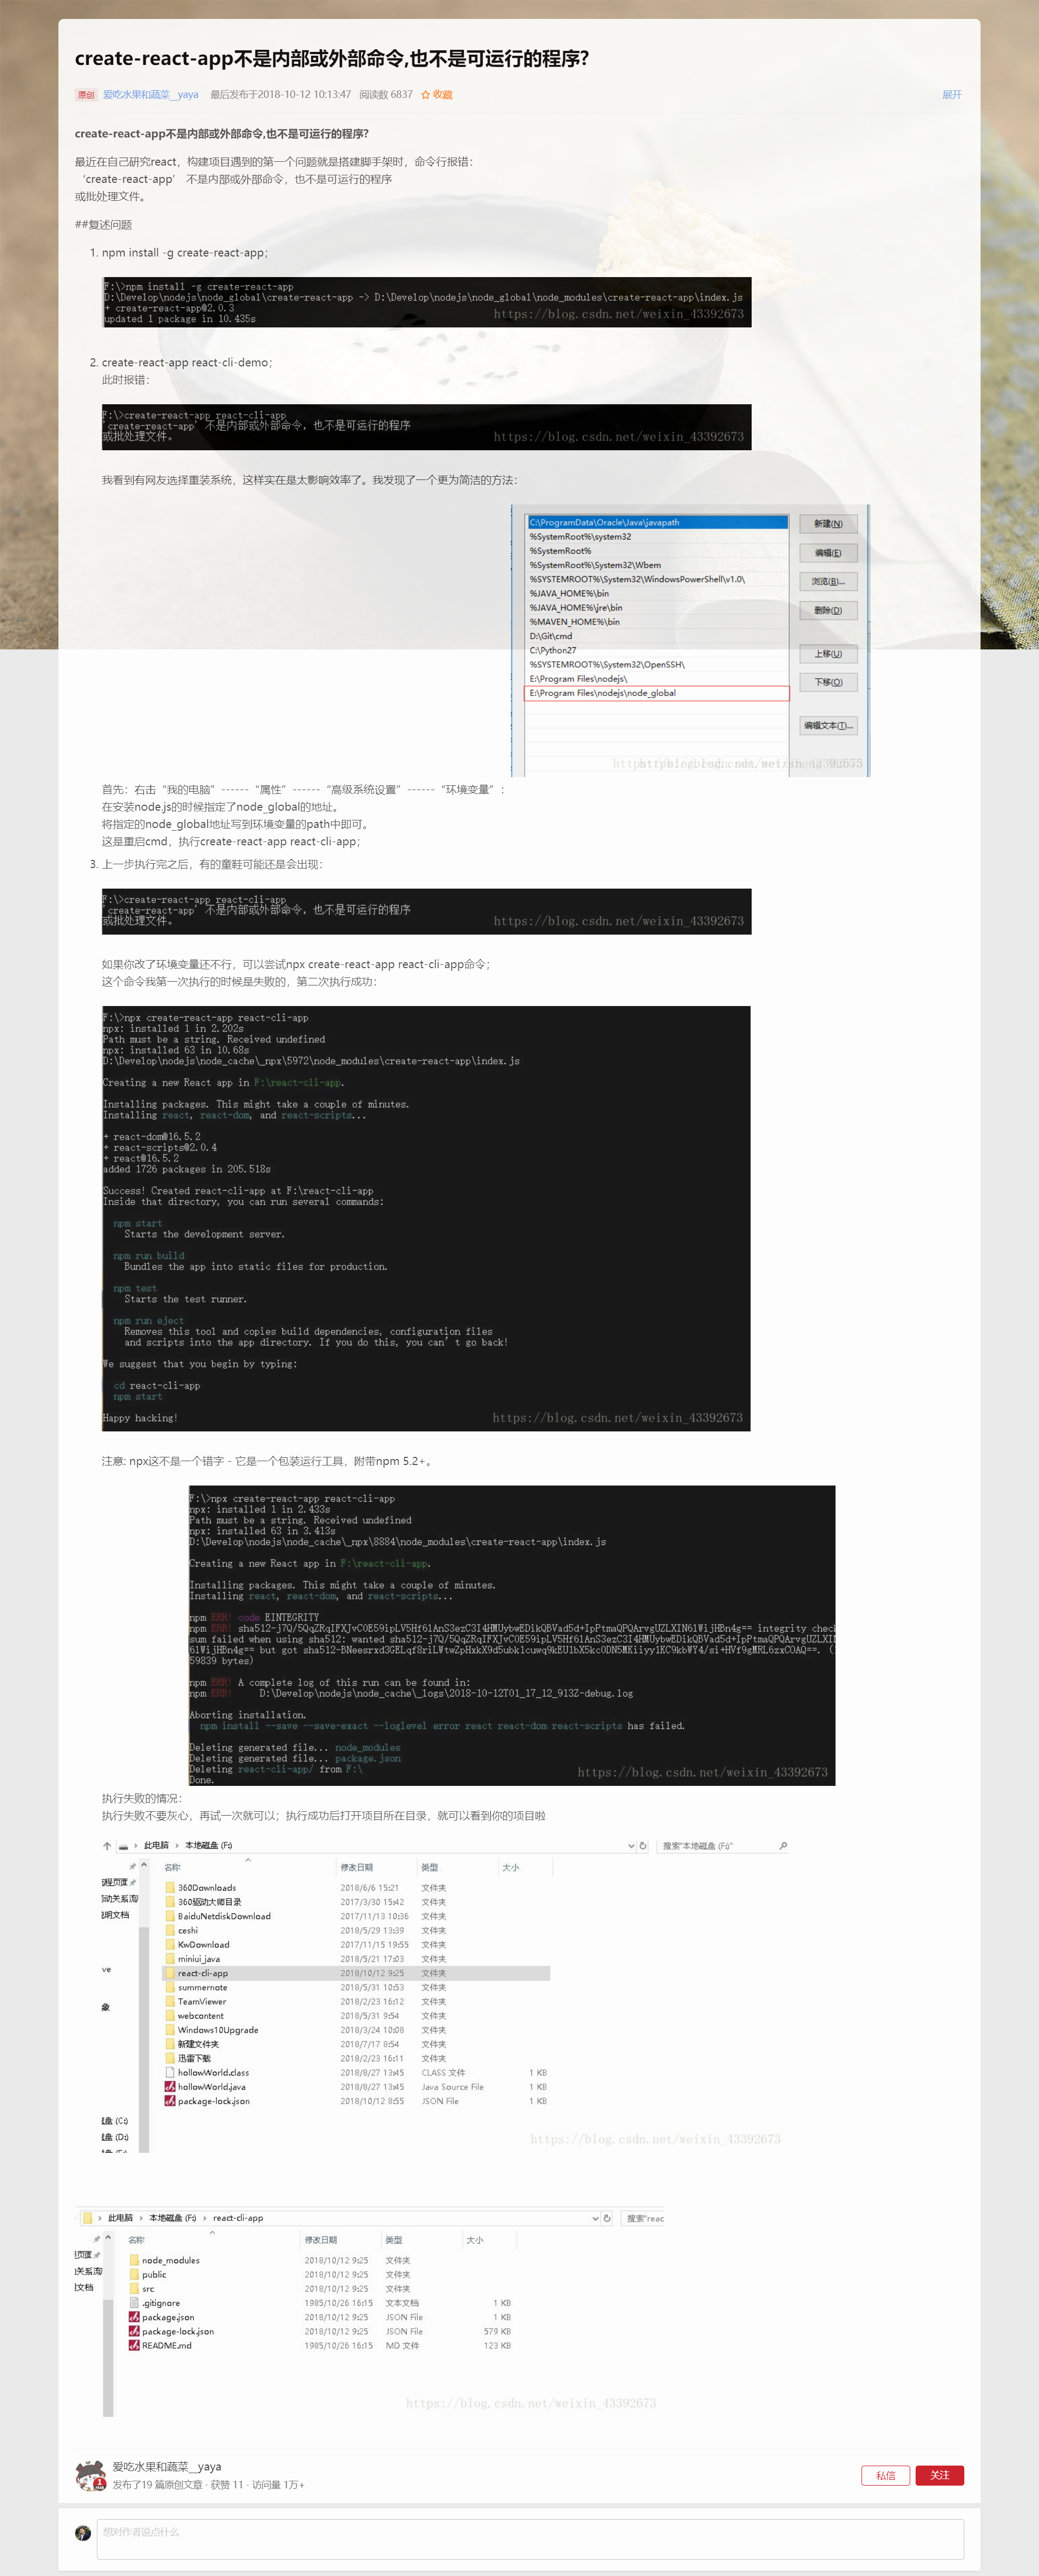 create-react-app不是内部或外部命令,也不是可运行的程序?
原创 爱吃水果和蔬菜__yaya 最后发布于2018-10-12 10:13:47 阅读数 6837 收藏 展开
create-react-app不是内部或外部命令,也不是可运行的程序?
最近在自己研究react，构建项目遇到的第一个问题就是搭建脚手架时，命令行报错：
‘create-react-app’ 不是内部或外部命令，也不是可运行的程序
或批处理文件。
##复述问题
1. npm install -g create-react-app；
F:\>npm install -g create-react-app
D:\Develop\nodejs\node_global\create-react-app -> D:\Develop\nodejs\node_global\node_modules\create-react-app\index.js
+ create-react-app@2.0.3
updated 1 package in 10.435s
https://blog.csdn.net/weixin_43392673
2. create-react-app react-cli-demo；
此时报错：
F:\>create-react-app react-cli-app
'create-react-app' 不是内部或外部命令，也不是可运行的程序
或批处理文件。
https://blog.csdn.net/weixin_43392673
我看到有网友选择重装系统，这样实在是太影响效率了。我发现了一个更为简洁的方法：
C:\ProgramData\Oracle\Java\javapath
%SystemRoot%\system32
%SystemRoot%
%SystemRoot%\System32\Wbem
%SYSTEMROOT%\System32\WindowsPowerShell\v1.0\
%JAVA_HOME%\bin
%JAVA_HOME%\jre\bin
%MAVEN_HOME%\bin
D:\Git\cmd
C:\Python27
%SYSTEMROOT%\System32\OpenSSH\
E:\Program Files\nodejs\
E:\Program Files\nodejs\node_global
新建(N)
编辑(E)
浏览(B)...
删除(D)
上移(U)
下移(O)
编辑文本(T)...
首先：右击“我的电脑”------“属性”------“高级系统设置”------“环境变量”：
在安装node.js的时候指定了node_global的地址。
将指定的node_global地址写到环境变量的path中即可。
这是重启cmd，执行create-react-app react-cli-app；
3. 上一步执行完之后，有的童鞋可能还是会出现：
F:\>create-react-app react-cli-app
'create-react-app' 不是内部或外部命令，也不是可运行的程序
或批处理文件。
https://blog.csdn.net/weixin_43392673
如果你改了环境变量还不行，可以尝试npx create-react-app react-cli-app命令；
这个命令我第一次执行的时候是失败的，第二次执行成功：
F:\>npx create-react-app react-cli-app
npx: installed 1 in 2.202s
Path must be a string. Received undefined
npx: installed 63 in 10.68s
D:\Develop\nodejs\node_cache\_npx\5972\node_modules\create-react-app\index.js
Creating a new React app in F:\react-cli-app.
Installing packages. This might take a couple of minutes.
Installing react, react-dom, and react-scripts...
+ react-dom@16.5.2
+ react-scripts@2.0.4
+ react@16.5.2
added 1726 packages in 205.518s
Success! Created react-cli-app at F:\react-cli-app
Inside that directory, you can run several commands:
npm start
Starts the development server.
npm run build
Bundles the app into static files for production.
npm test
Starts the test runner.
npm run eject
Removes this tool and copies build dependencies, configuration files
and scripts into the app directory. If you do this, you can't go back!
We suggest that you begin by typing:
cd react-cli-app
npm start
Happy hacking!
https://blog.csdn.net/weixin_43392673
注意: npx这不是一个错字 - 它是一个包装运行工具，附带npm 5.2+。
F:\>npx create-react-app react-cli-app
npx: installed 1 in 2.433s
Path must be a string. Received undefined
npx: installed 63 in 3.413s
D:\Develop\nodejs\node_cache\_npx\8884\node_modules\create-react-app\index.js
Creating a new React app in F:\react-cli-app.
Installing packages. This might take a couple of minutes.
Installing react, react-dom, and react-scripts...
npm ERR! code EINTEGRITY
npm ERR! integrity check
sum failed when using sha512: wanted
but got
59839 bytes)
npm ERR! A complete log of this run can be found in:
npm ERR! D:\Develop\nodejs\node_cache\_logs\2018-10-12T01_17_12_913Z-debug.log
Aborting installation.
npm install --save --save-exact --loglevel error react react-dom react-scripts has failed.
Deleting generated file... node_modules
Deleting generated file... package.json
Deleting react-cli-app/ from F:\
Done.
https://blog.csdn.net/weixin_43392673
执行失败的情况：
执行失败不要灰心，再试一次就可以；执行成功后打开项目所在目录，就可以看到你的项目啦
此电脑 › 本地磁盘 (F:) 搜索"本地磁盘 (F:)"
名称 修改日期 类型 大小
360Downloads 2018/6/6 15:21 文件夹
360驱动大师目录 2017/3/30 15:42 文件夹
BaiduNetdiskDownload 2017/11/13 10:36 文件夹
ceshi 2018/5/29 13:39 文件夹
KwDownload 2017/11/15 19:55 文件夹
miniui_java 2018/5/21 17:03 文件夹
react-cli-app 2018/10/12 9:25 文件夹
summernote 2018/5/31 10:53 文件夹
TeamViewer 2018/2/23 16:12 文件夹
webcontent 2018/5/31 9:54 文件夹
Windows10Upgrade 2018/3/24 10:08 文件夹
新建文件夹 2018/7/17 8:54 文件夹
迅雷下载 2018/2/23 16:11 文件夹
hollowWorld.class 2018/8/27 13:45 CLASS 文件 1 KB
hollowWorld.java 2018/8/27 13:45 Java Source File 1 KB
package-lock.json 2018/10/12 8:55 JSON File 1 KB
https://blog.csdn.net/weixin_43392673
此电脑 › 本地磁盘 (F:) › react-cli-app 搜索"reac
名称 修改日期 类型 大小
node_modules 2018/10/12 9:25 文件夹
public 2018/10/12 9:25 文件夹
src 2018/10/12 9:25 文件夹
.gitignore 1985/10/26 16:15 文本文档 1 KB
package.json 2018/10/12 9:25 JSON File 1 KB
package-lock.json 2018/10/12 9:25 JSON File 579 KB
README.md 1985/10/26 16:15 MD 文件 123 KB
https://blog.csdn.net/weixin_43392673
爱吃水果和蔬菜__yaya
发布了19 篇原创文章 · 获赞 11 · 访问量 1万+
私信 关注
想对作者说点什么